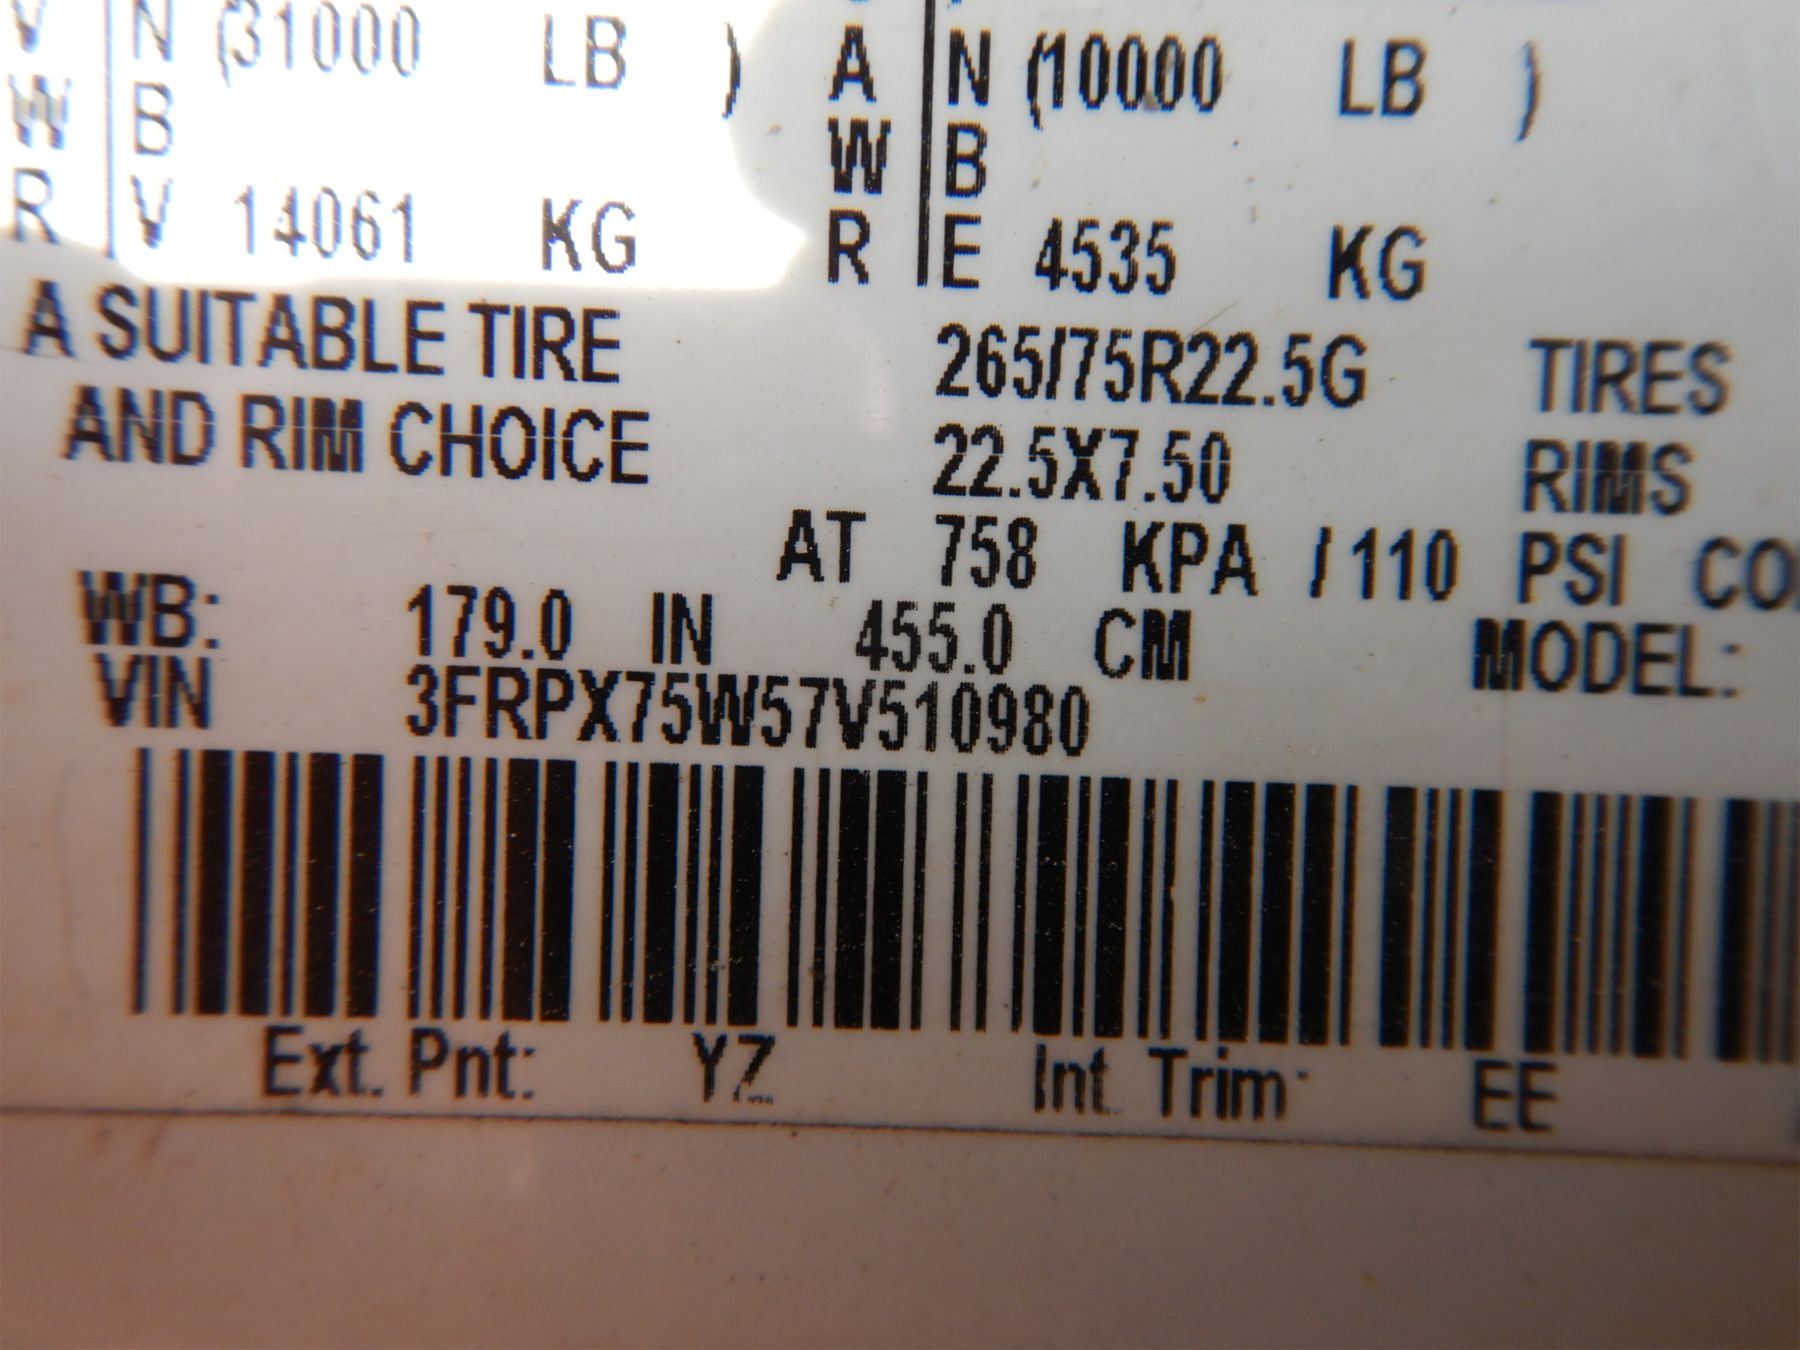 V N (31000 LB ) A N (10000 LB )
W B W B
R V 14061 KG R E 4535 KG
A SUITABLE TIRE 265/75R22.5G TIRES
AND RIM CHOICE 22.5X7.50 RIMS
AT 758 KPA / 110 PSI CO
WB: 179.0 IN 455.0 CM MODEL:
VIN 3FRPX75W57V510980
Ext. Pnt: YZ Int. Trim: EE